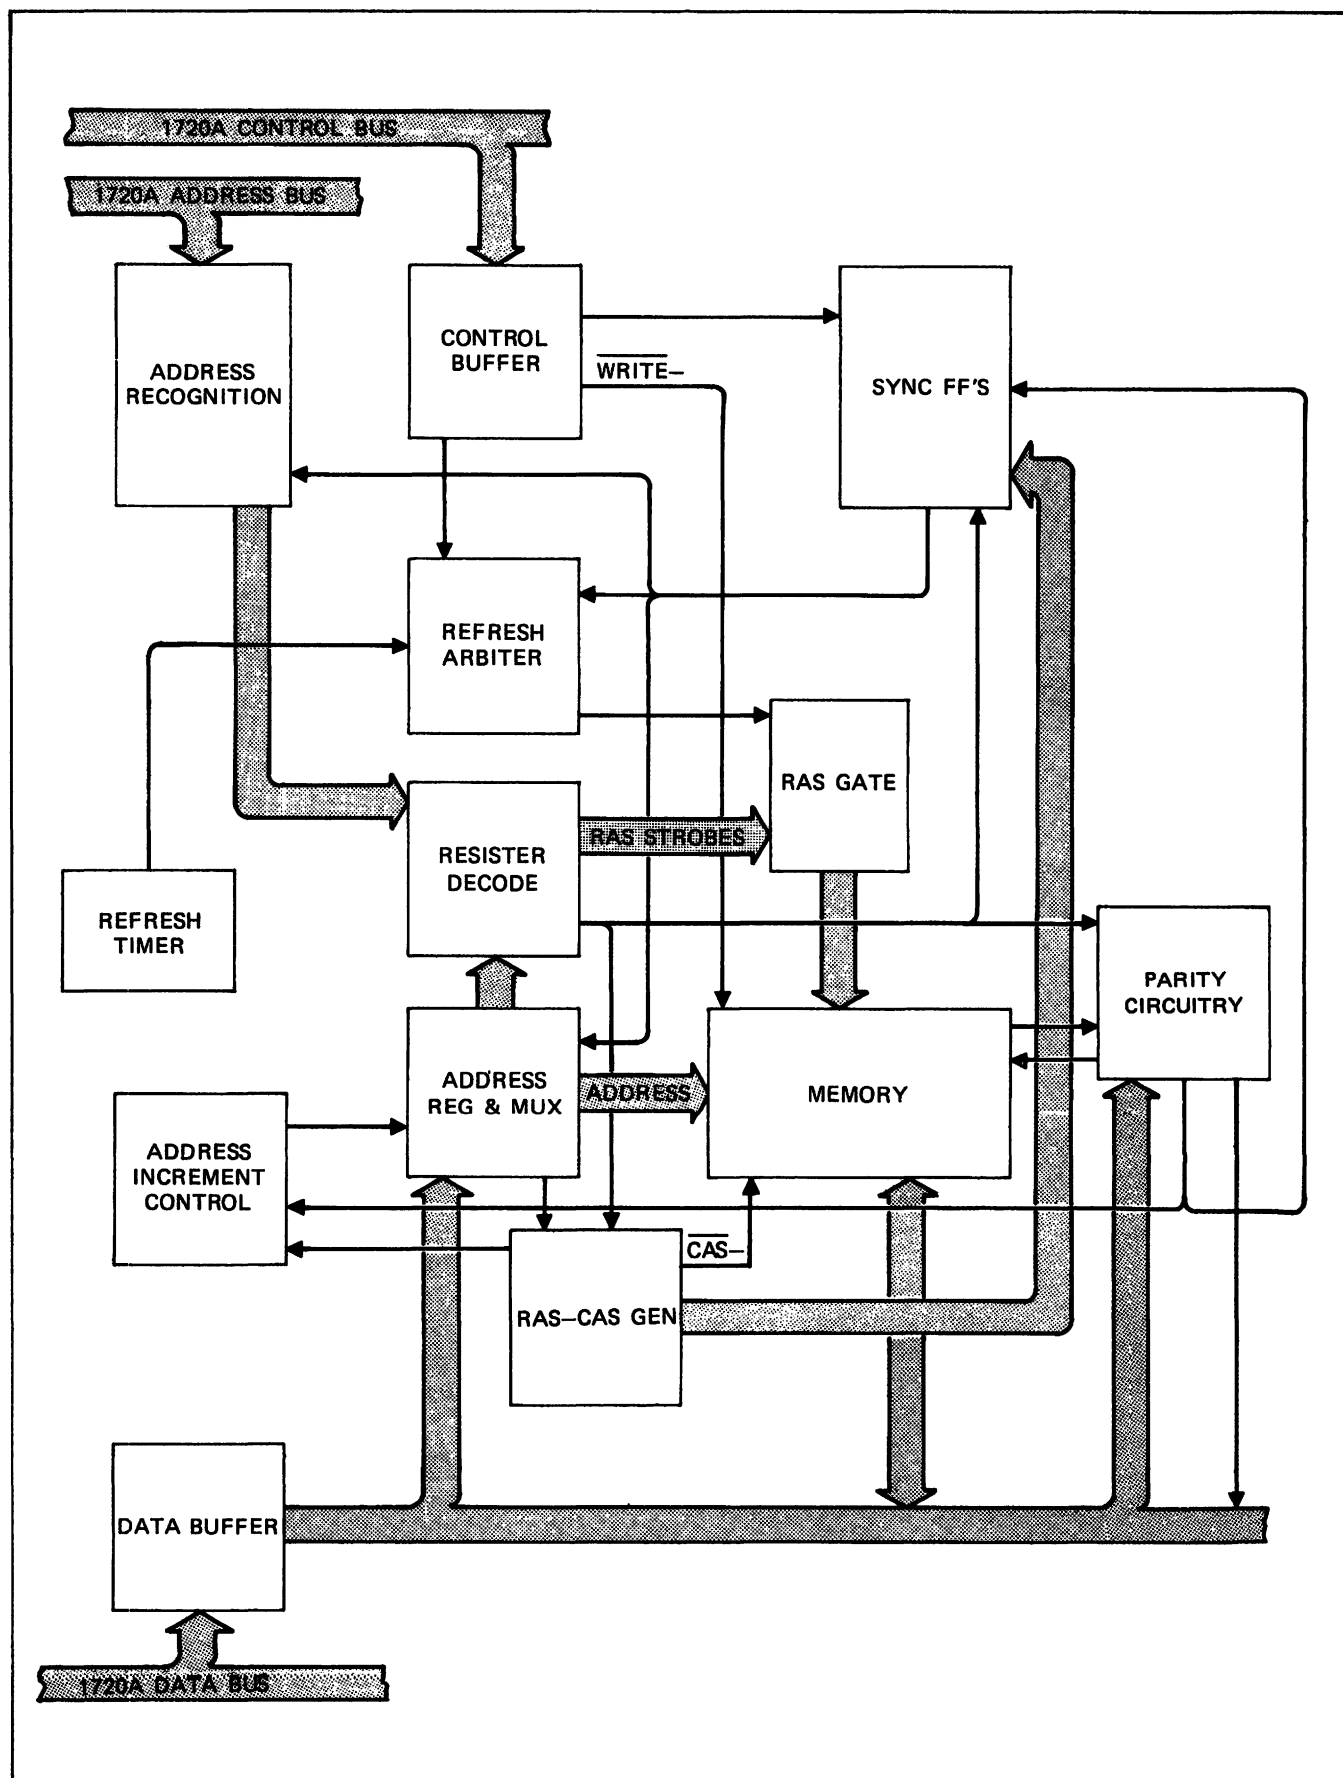 1720A CONTROL BUS
1720A ADDRESS BUS
ADDRESS
RECOGNITION
CONTROL
BUFFER
WRITE–
SYNC FF'S
REFRESH
ARBITER
RAS GATE
RESISTER
DECODE
RAS STROBES
REFRESH
TIMER
PARITY
CIRCUITRY
ADDRESS
REG & MUX
ADDRESS
MEMORY
ADDRESS
INCREMENT
CONTROL
CAS–
RAS–CAS GEN
DATA BUFFER
1720A DATA BUS